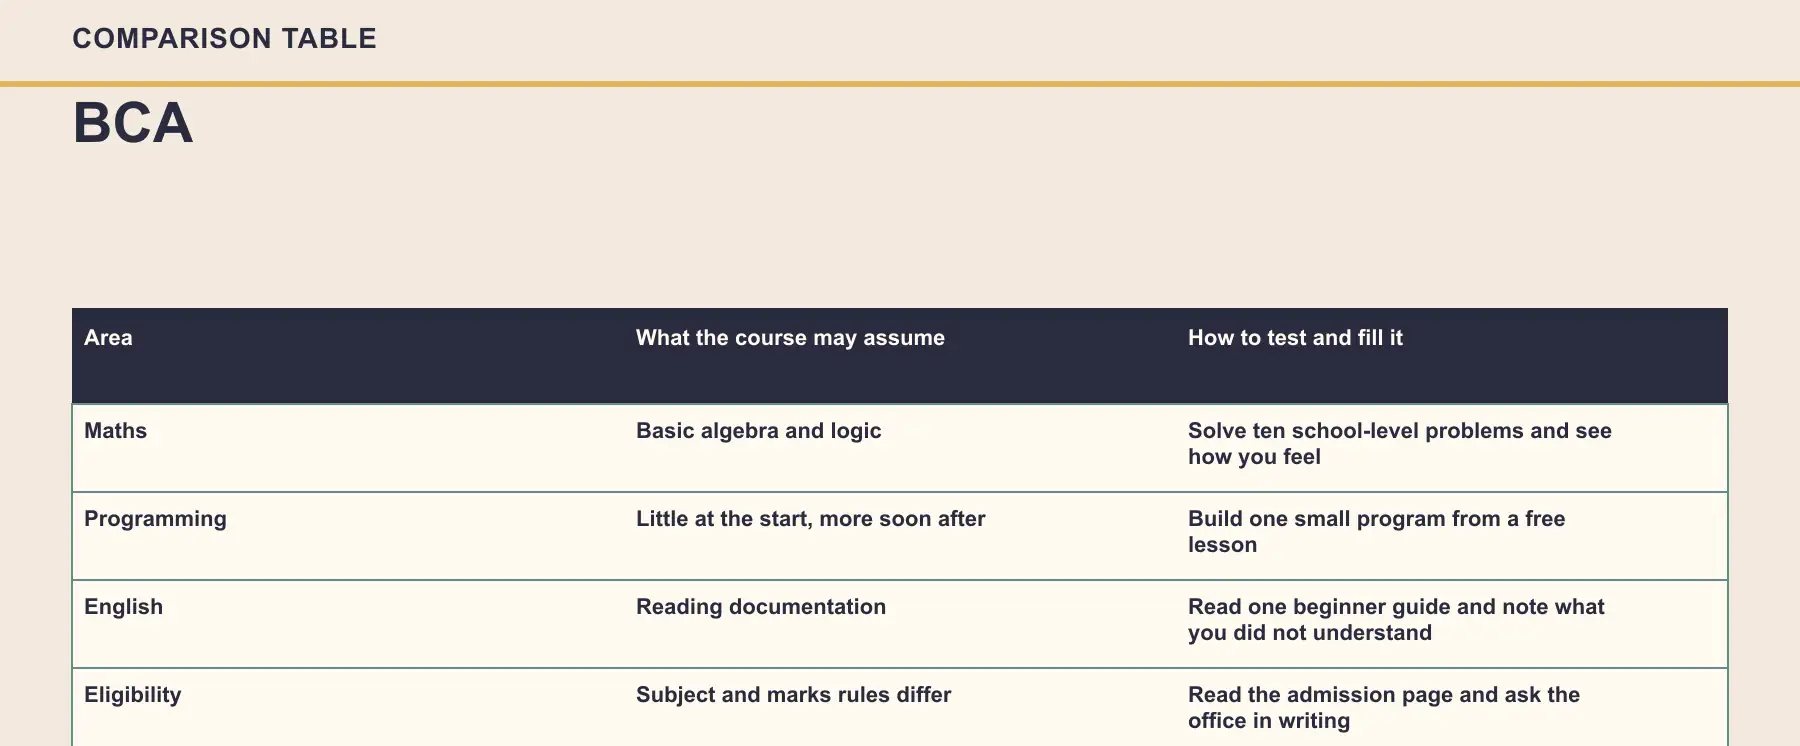 COMPARISON TABLE
BCA
Area
What the course may assume
How to test and fill it
Maths
Basic algebra and logic
Solve ten school-level problems and see
how you feel
Programming
Little at the start, more soon after
Build one small program from a free
lesson
English
Reading documentation
Read one beginner guide and note what
you did not understand
Eligibility
Subject and marks rules differ
Read the admission page and ask the
office in writing